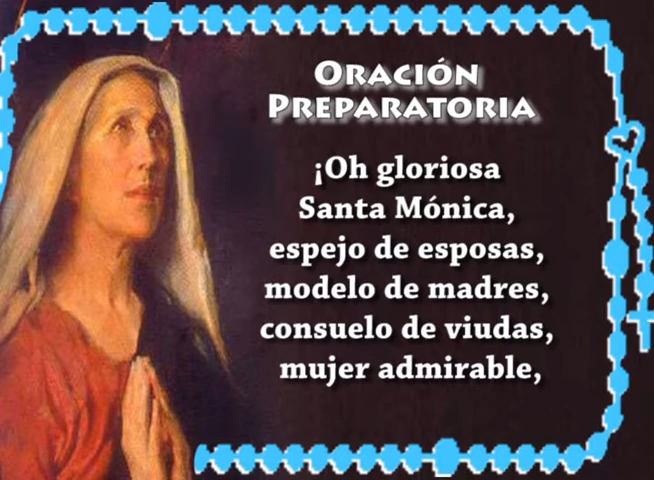 Oración
Preparatoria
¡Oh gloriosa
Santa Mónica,
espejo de esposas,
modelo de madres,
consuelo de viudas,
mujer admirable,